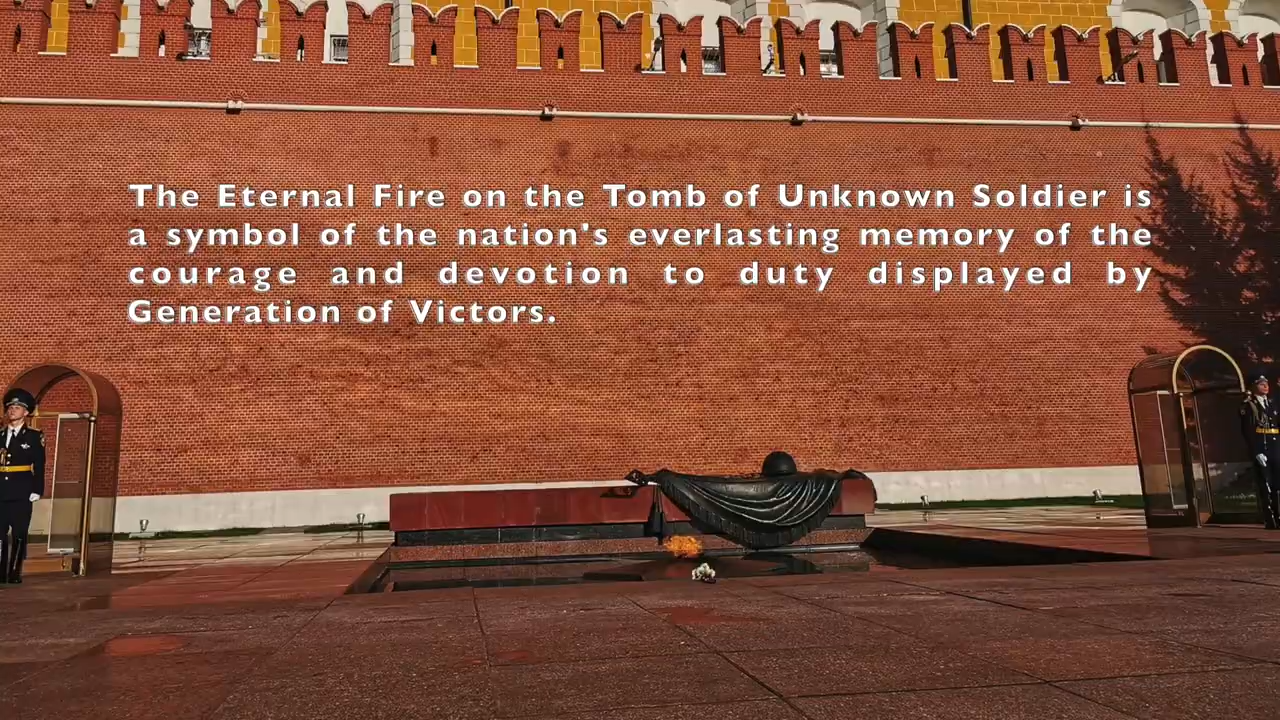 The Eternal Fire on the Tomb of Unknown Soldier is
a symbol of the nation's everlasting memory of the
courage and devotion to duty displayed by
Generation of Victors.